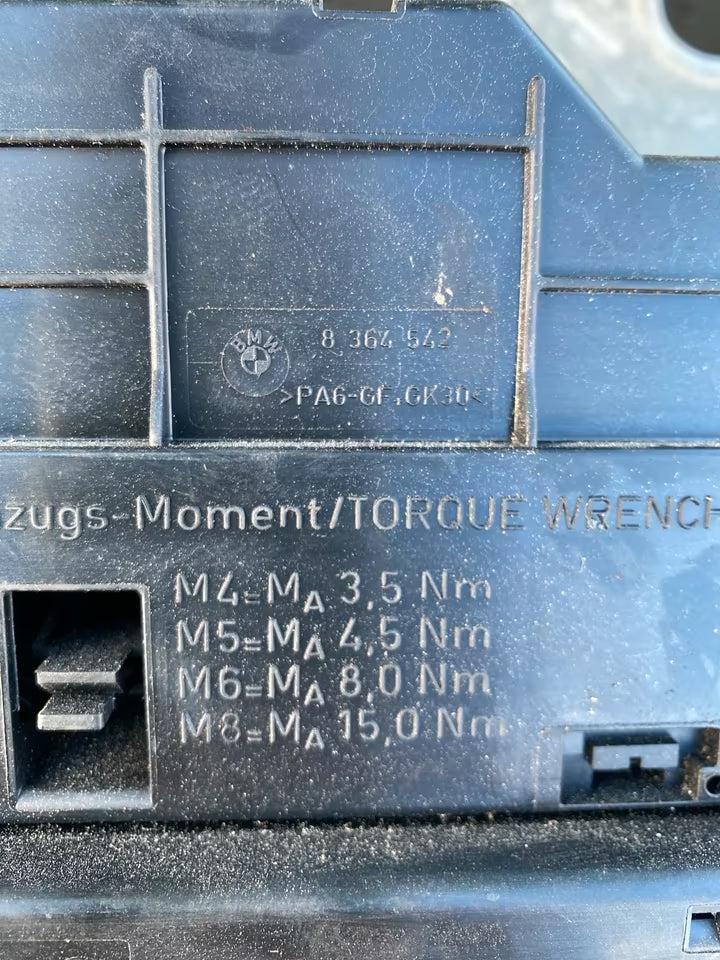 BMW
8 364 542
>PA6-GF,GK30<
zugs-Moment/TORQUE WRENCH
M4=MA 3,5 Nm
M5=MA 4,5 Nm
M6=MA 8,0 Nm
M8=MA 15,0 Nm